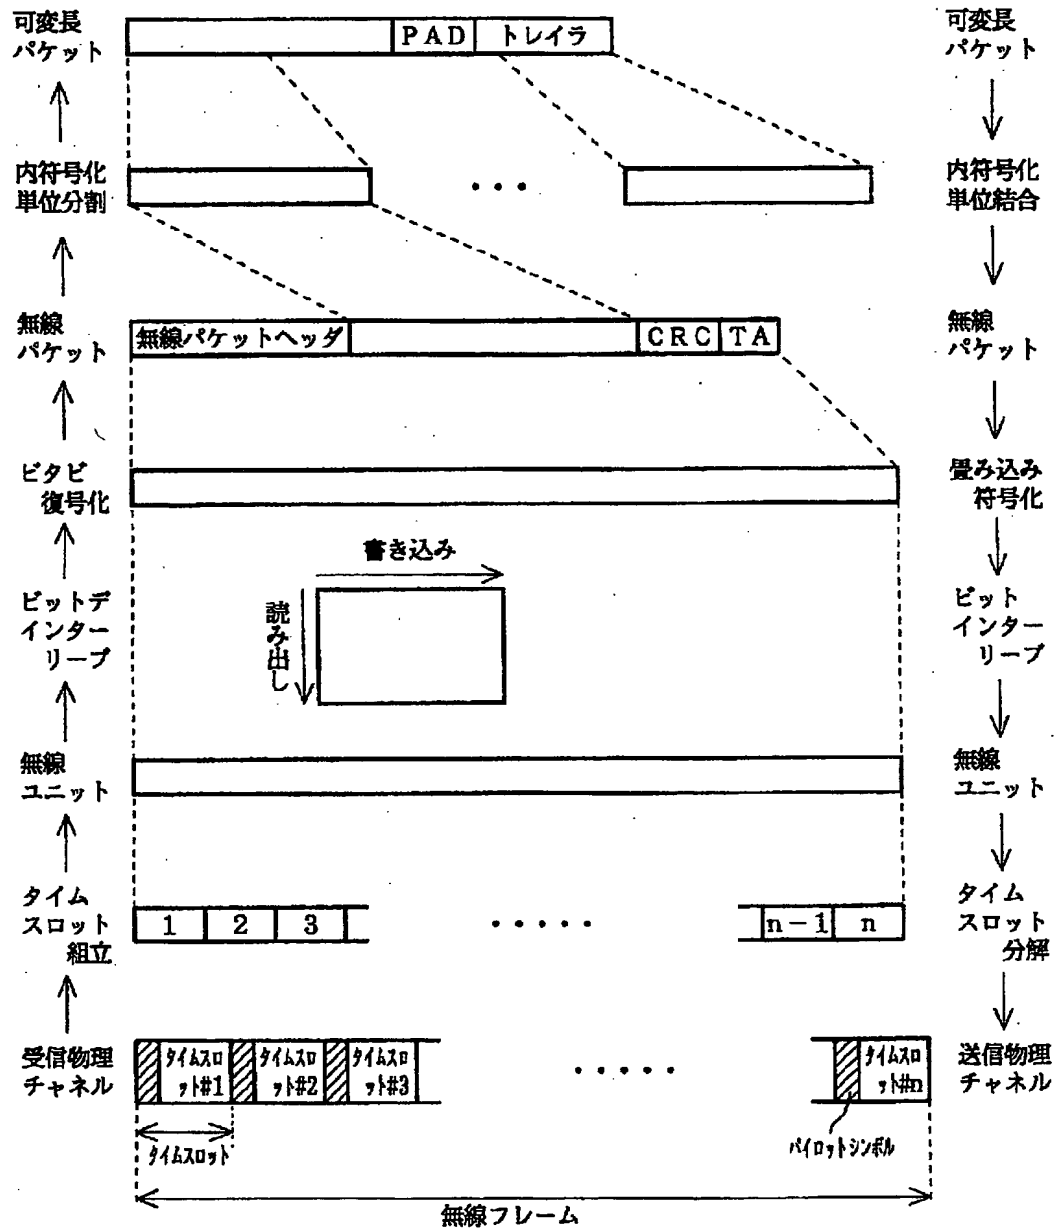 可変長
パケット
PAD
トレイラ
可変長
パケット
内符号化
単位分割
・・・
内符号化
単位結合
無線
パケット
無線パケットヘッダ
CRC
TA
無線
パケット
ビタビ
復号化
畳み込み
符号化
書き込み
読み出し
ビットデ
インター
リーブ
ビット
インター
リーブ
無線
ユニット
無線
ユニット
タイム
スロット
組立
1
2
3
・・・・・
n-1
n
タイム
スロット
分解
受信物理
チャネル
タイムスロ
ット#1
タイムスロ
ット#2
タイムスロ
ット#3
・・・・・
タイムスロ
ット#n
送信物理
チャネル
タイムスロット
パイロットシンボル
無線フレーム